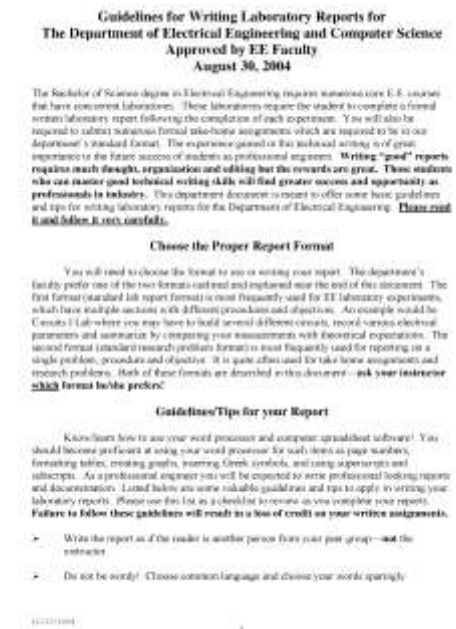 Guidelines for Writing Laboratory Reports for
The Department of Electrical Engineering and Computer Science
Approved by EE Faculty
August 30, 2004
The Bachelor of Science degree in Electrical Engineering requires numerous core E.E. courses
that have concurrent laboratories. These laboratories require the student to complete a formal
written laboratory report following the completion of each experiment. You will also be
required to submit numerous formal take-home assignments which are required to be in our
department's standard format. The experience gained in this technical writing is of great
importance to the future success of students as professional engineers. Writing "good" reports
requires much thought, organization and editing but the rewards are great. Those students
who can master good technical writing skills will find greater success and opportunity as
professionals in industry. This department document is meant to offer some basic guidelines
and tips for writing laboratory reports for the Department of Electrical Engineering. Please read
it and follow it very carefully.
Choose the Proper Report Format
You will need to choose the format to use in writing your report. The department's
faculty prefer one of the two formats outlined and explained near the end of this document. The
first format (standard lab report format) is most frequently used for EE laboratory experiments,
which have multiple sections with different procedures and objectives. An example would be
Circuits I Lab where you may have to build several different circuits, record various electrical
parameters and summarize by comparing your measurements with theoretical expectations. The
second format (standard research problem format) is most frequently used for reporting on a
single problem, procedure and objective. It is quite often used for take home assignments and
research problems. Both of these formats are described in this document—ask your instructor
which format he/she prefers!
Guidelines/Tips for your Report
Know/learn how to use your word processor and computer spreadsheet software! You
should become proficient at using your word processor for such items as page numbers,
formatting tables, creating graphs, inserting Greek symbols, and using superscripts and
subscripts. As a professional engineer you will be expected to write professional looking reports
and documentation. Listed below are some valuable guidelines and tips to apply in writing your
laboratory reports. Please use this list as a checklist to review as you complete your reports.
Failure to follow these guidelines will result in a loss of credit on your written assignments.
➢ Write the report as if the reader is another person from your peer group—not the
instructor
➢ Do not be wordy! Choose common language and choose your words sparingly